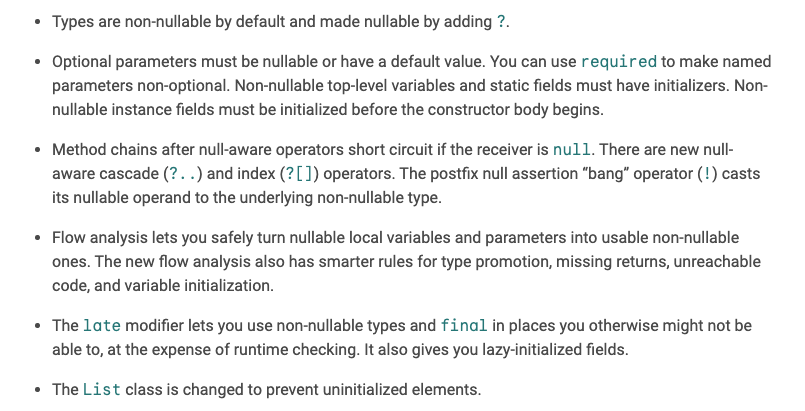 • Types are non-nullable by default and made nullable by adding ?.
• Optional parameters must be nullable or have a default value. You can use required to make named
parameters non-optional. Non-nullable top-level variables and static fields must have initializers. Non-
nullable instance fields must be initialized before the constructor body begins.
• Method chains after null-aware operators short circuit if the receiver is null. There are new null-
aware cascade (?..) and index (?[]) operators. The postfix null assertion “bang” operator (!) casts
its nullable operand to the underlying non-nullable type.
• Flow analysis lets you safely turn nullable local variables and parameters into usable non-nullable
ones. The new flow analysis also has smarter rules for type promotion, missing returns, unreachable
code, and variable initialization.
• The late modifier lets you use non-nullable types and final in places you otherwise might not be
able to, at the expense of runtime checking. It also gives you lazy-initialized fields.
• The List class is changed to prevent uninitialized elements.